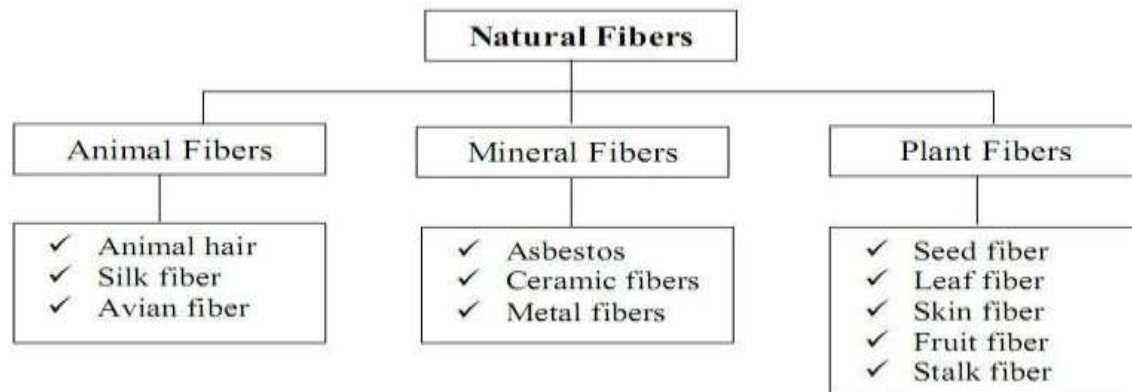 Natural Fibers
Animal Fibers
✓ Animal hair
✓ Silk fiber
✓ Avian fiber
Mineral Fibers
✓ Asbestos
✓ Ceramic fibers
✓ Metal fibers
Plant Fibers
✓ Seed fiber
✓ Leaf fiber
✓ Skin fiber
✓ Fruit fiber
✓ Stalk fiber